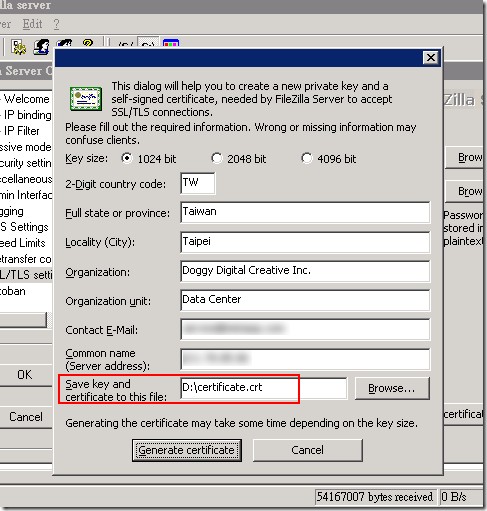 lla server
ver Edit ?
a Server O
Welcome
IP binding
IP Filter
ssive mode
curity settin
scellaneous
min Interfac
gging
S Settings
eed Limits
etransfer co
L/TLS setti
toban
OK
Cancel
This dialog will help you to create a new private key and a
self-signed certificate, needed by FileZilla Server to accept
SSL/TLS connections.
Please fill out the required information. Wrong or missing information may
confuse clients.
Key size: 1024 bit 2048 bit 4096 bit
2-Digit country code: TW
Full state or province: Taiwan
Locality (City): Taipei
Organization: Doggy Digital Creative Inc.
Organization unit: Data Center
Contact E-Mail:
Common name
(Server address):
Save key and
certificate to this file: D:\certificate.crt Browse...
Generating the certificate may take some time depending on the key size.
Generate certificate Cancel
Zilla S
Brow
Brow
Passwor
stored in
plaintext
certificat
54167007 bytes received 0 B/s